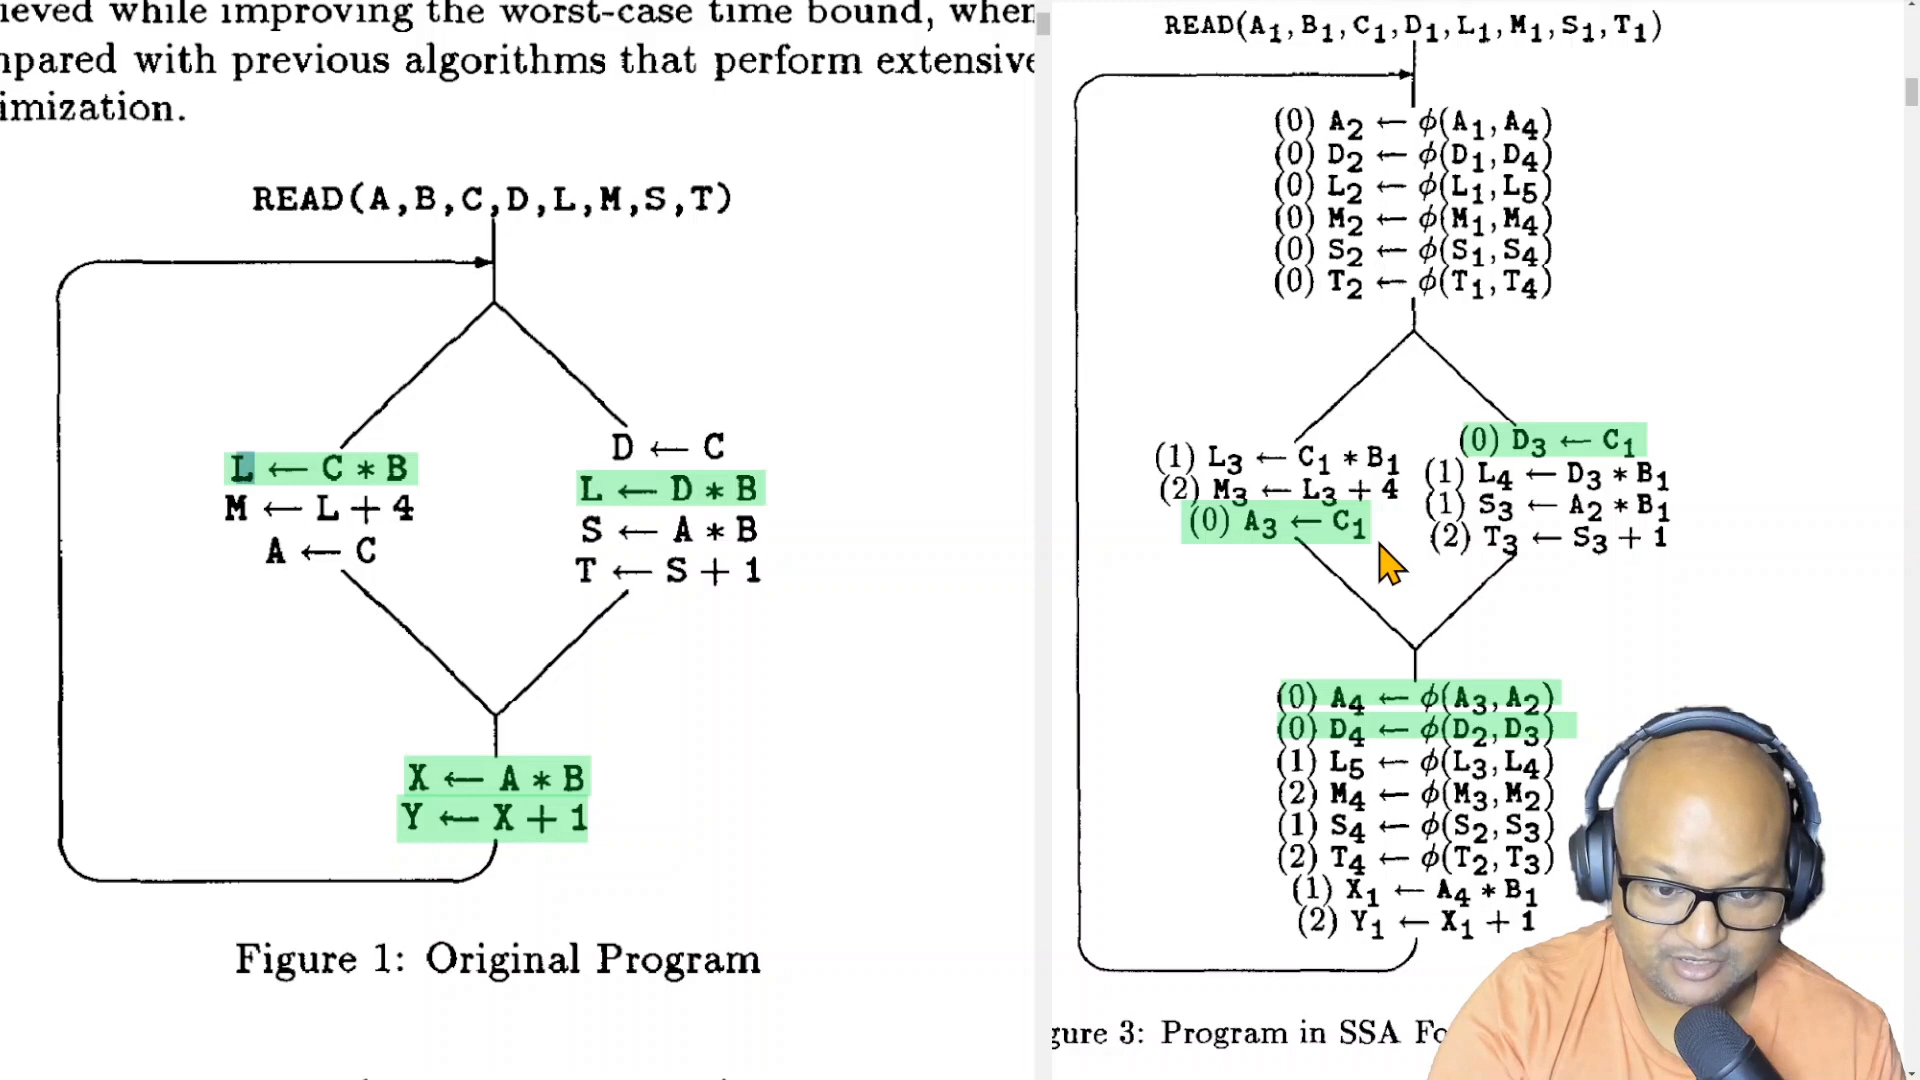 ieved while improving the worst-case time bound, when
npared with previous algorithms that perform extensive
imization.
READ(A,B,C,D,L,M,S,T)
L ← C * B
M ← L + 4
A ← C
D ← C
L ← D * B
S ← A * B
T ← S + 1
X ← A * B
Y ← X + 1
Figure 1: Original Program
READ(A₁,B₁,C₁,D₁,L₁,M₁,S₁,T₁)
(0) A₂ ← ϕ(A₁,A₄)
(0) D₂ ← ϕ(D₁,D₄)
(0) L₂ ← ϕ(L₁,L₅)
(0) M₂ ← ϕ(M₁,M₄)
(0) S₂ ← ϕ(S₁,S₄)
(0) T₂ ← ϕ(T₁,T₄)
(1) L₃ ← C₁ * B₁
(2) M₃ ← L₃ + 4
(0) A₃ ← C₁
(0) D₃ ← C₁
(1) L₄ ← D₃ * B₁
(1) S₃ ← A₂ * B₁
(2) T₃ ← S₃ + 1
(0) A₄ ← ϕ(A₃,A₂)
(0) D₄ ← ϕ(D₂,D₃)
(1) L₅ ← ϕ(L₃,L₄)
(2) M₄ ← ϕ(M₃,M₂)
(1) S₄ ← ϕ(S₂,S₃)
(2) T₄ ← ϕ(T₂,T₃)
(1) X₁ ← A₄ * B₁
(2) Y₁ ← X₁ + 1
gure 3: Program in SSA Fo